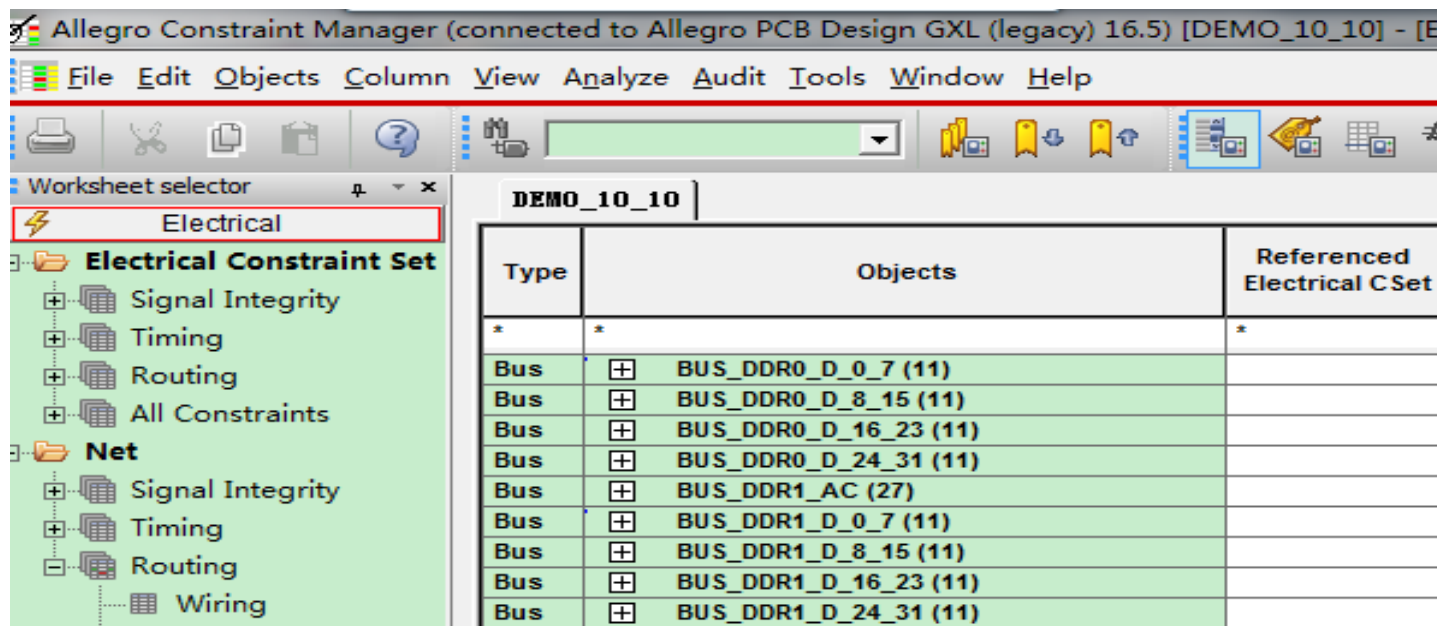 Allegro Constraint Manager (connected to Allegro PCB Design GXL (legacy) 16.5) [DEMO_10_10] - [E
File Edit Objects Column View Analyze Audit Tools Window Help
Worksheet selector
Electrical
Electrical Constraint Set
Signal Integrity
Timing
Routing
All Constraints
Net
Signal Integrity
Timing
Routing
Wiring
DEMO_10_10
Type Objects Referenced
Electrical CSet
* * *
Bus BUS_DDR0_D_0_7 (11)
Bus BUS_DDR0_D_8_15 (11)
Bus BUS_DDR0_D_16_23 (11)
Bus BUS_DDR0_D_24_31 (11)
Bus BUS_DDR1_AC (27)
Bus BUS_DDR1_D_0_7 (11)
Bus BUS_DDR1_D_8_15 (11)
Bus BUS_DDR1_D_16_23 (11)
Bus BUS_DDR1_D_24_31 (11)